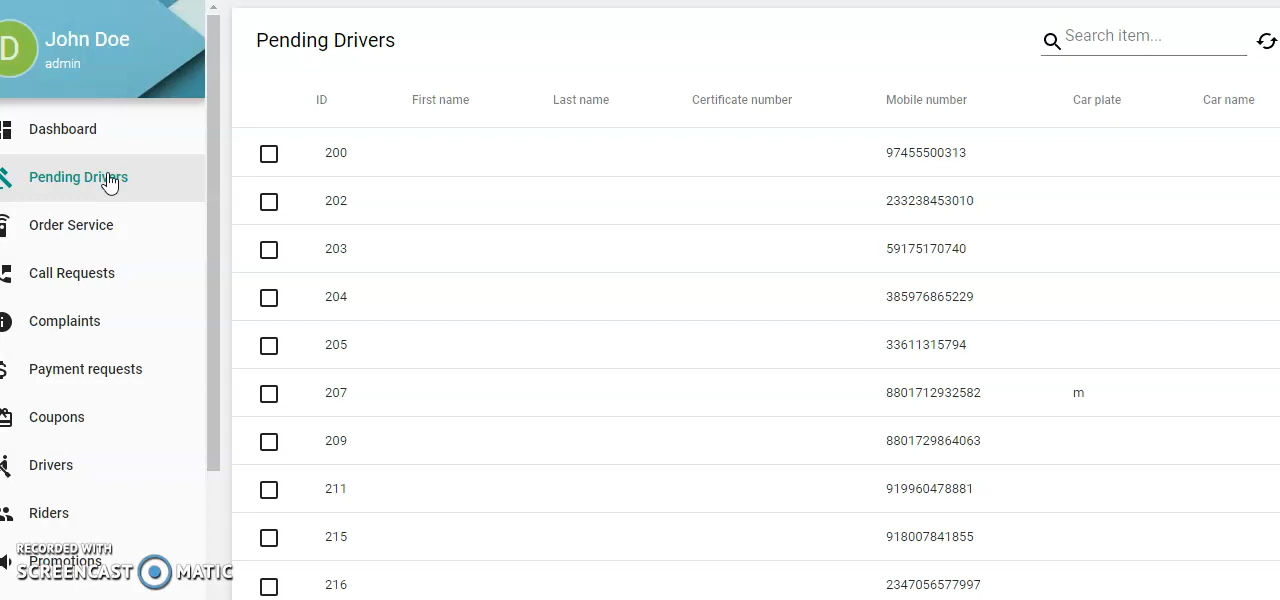 D
John Doe
admin
Dashboard
Pending Drivers
Order Service
Call Requests
Complaints
Payment requests
Coupons
Drivers
Riders
Promotions
RECORDED WITH
SCREENCAST MATIC
Pending Drivers
Search item...
ID First name Last name Certificate number Mobile number Car plate Car name
200 97455500313
202 233238453010
203 59175170740
204 385976865229
205 33611315794
207 8801712932582 m
209 8801729864063
211 919960478881
215 918007841855
216 2347056577997